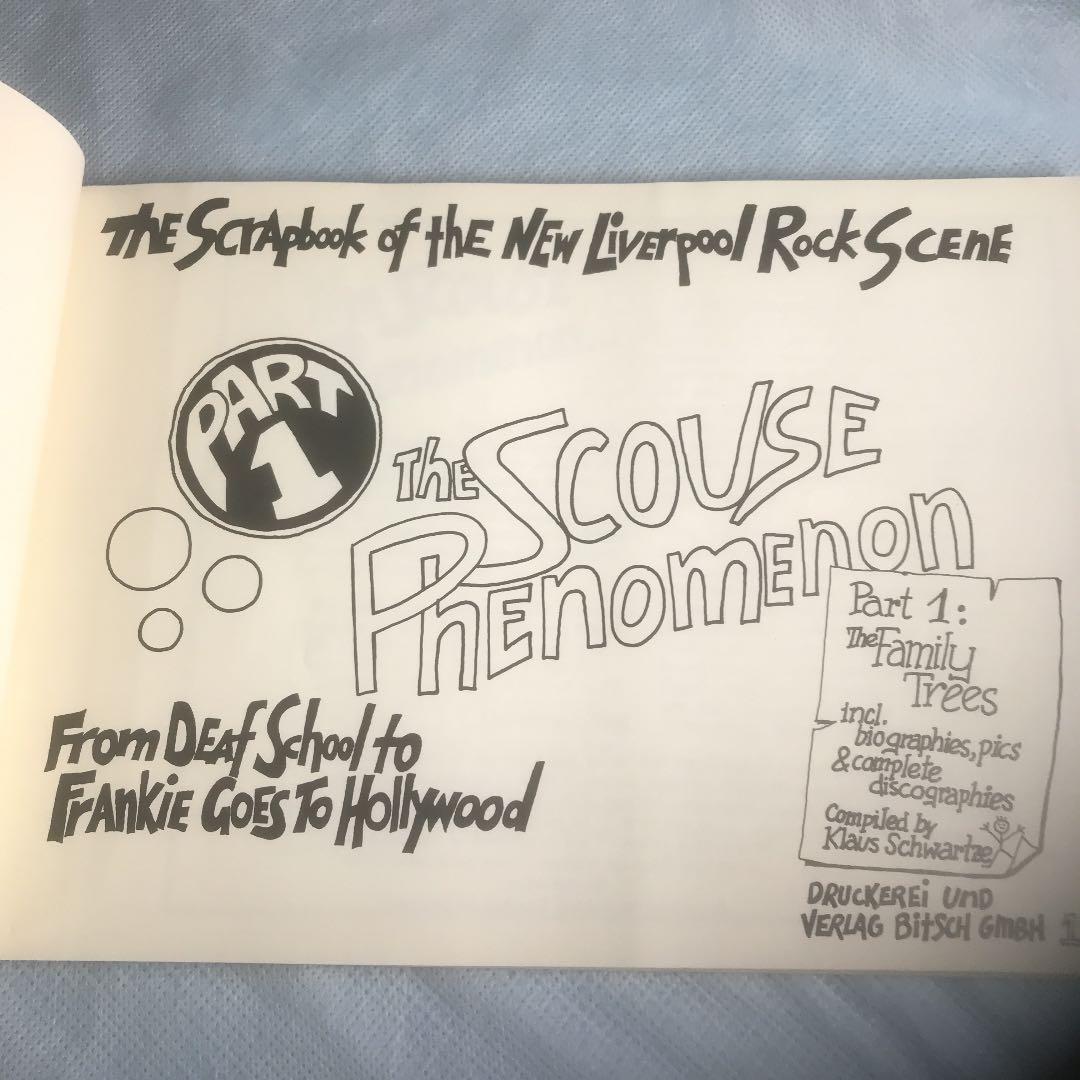 The Scrapbook of the New Liverpool Rock Scene
PART
1
The SCOUSE
PhEnomEnon
From DEAf School to
FrAnkiE GoEs To Hollywood
Part 1:
The Family
Trees
incl.
biographies, pics
& complete
discographies
Compiled by
Klaus Schwartze
DRUCKEREi und
VERLAG BitSCH GmBH 1